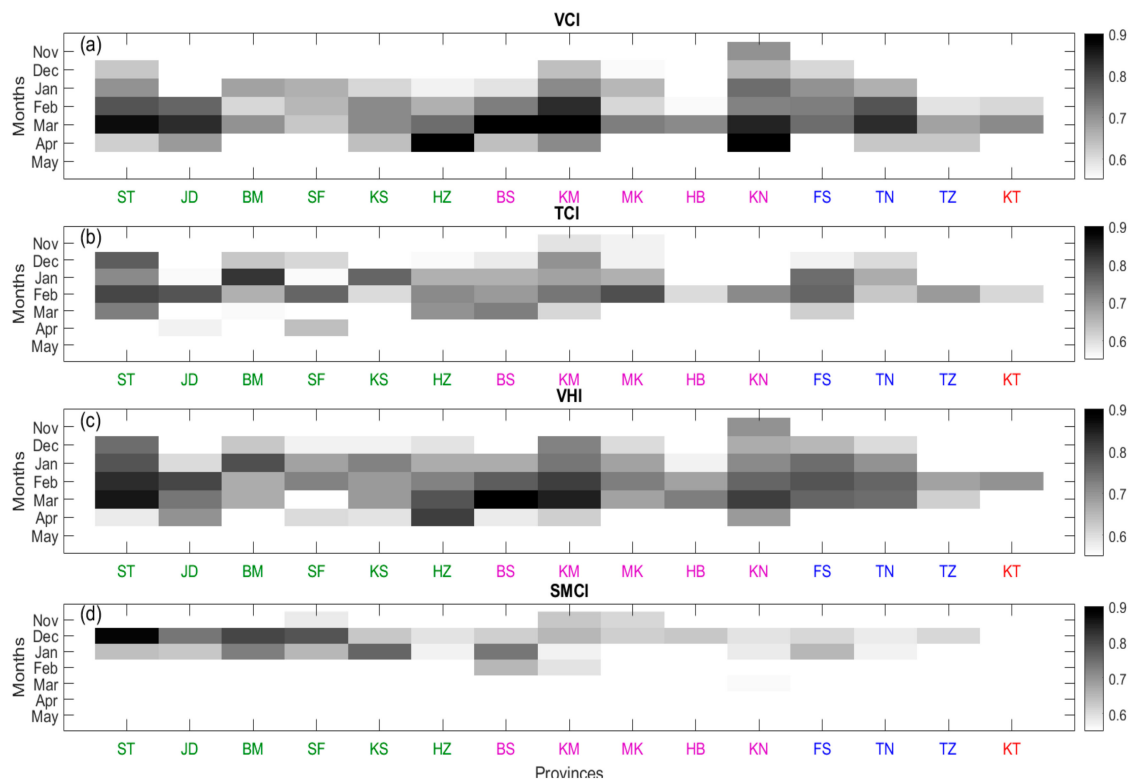 VCI
(a)
Months
Nov
Dec
Jan
Feb
Mar
Apr
May
0.9
0.8
0.7
0.6
ST JD BM SF KS HZ BS KM MK HB KN FS TN TZ KT
TCI
(b)
Months
Nov
Dec
Jan
Feb
Mar
Apr
May
0.9
0.8
0.7
0.6
ST JD BM SF KS HZ BS KM MK HB KN FS TN TZ KT
VHI
(c)
Months
Nov
Dec
Jan
Feb
Mar
Apr
May
0.9
0.8
0.7
0.6
ST JD BM SF KS HZ BS KM MK HB KN FS TN TZ KT
SMCI
(d)
Months
Nov
Dec
Jan
Feb
Mar
Apr
May
0.9
0.8
0.7
0.6
ST JD BM SF KS HZ BS KM MK HB KN FS TN TZ KT
Provinces